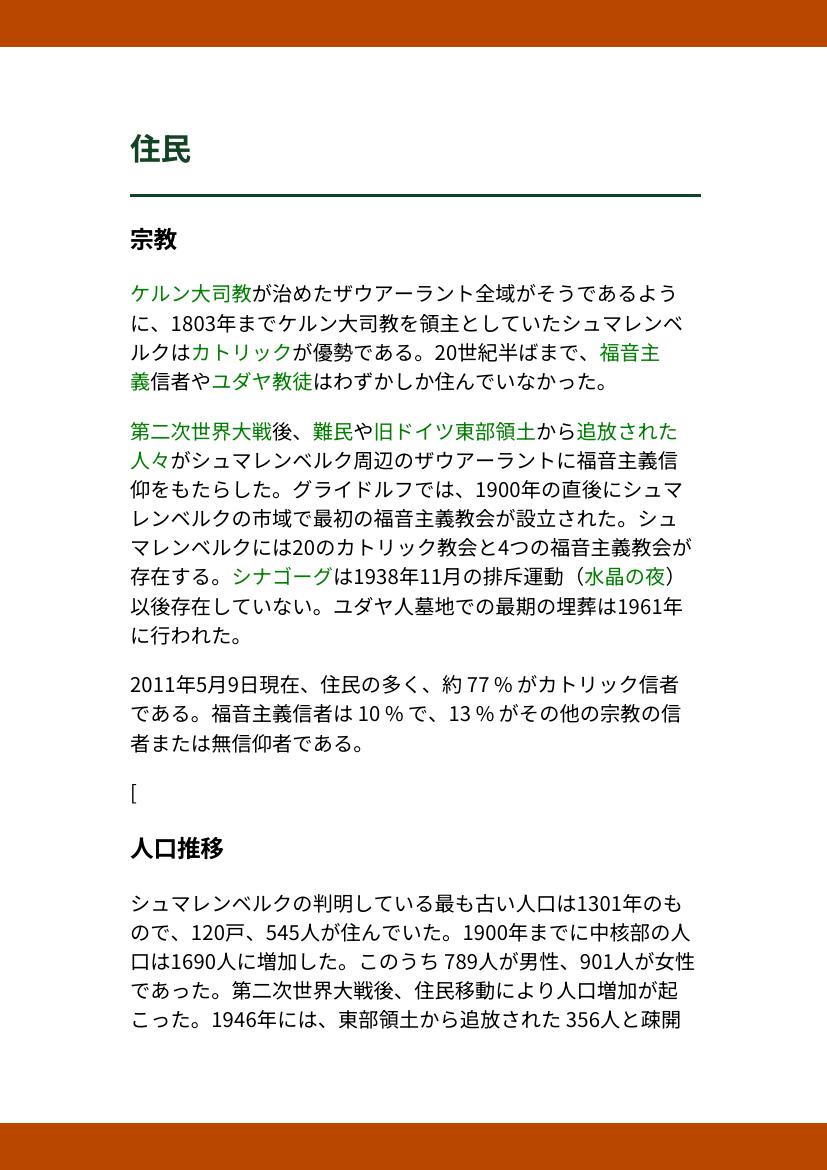 住民
宗教
ケルン大司教が治めたザウアーラント全域がそうであるよう
に、1803年までケルン大司教を領主としていたシュマレンベ
ルクはカトリックが優勢である。20世紀半ばまで、福音主
義信者やユダヤ教徒はわずかしか住んでいなかった。
第二次世界大戦後、難民や旧ドイツ東部領土から追放された
人々がシュマレンベルク周辺のザウアーラントに福音主義信
仰をもたらした。グライドルフでは、1900年の直後にシュマ
レンベルクの市域で最初の福音主義教会が設立された。シュ
マレンベルクには20のカトリック教会と4つの福音主義教会が
存在する。シナゴーグは1938年11月の排斥運動（水晶の夜）
以後存在していない。ユダヤ人墓地での最期の埋葬は1961年
に行われた。
2011年5月9日現在、住民の多く、約 77 % がカトリック信者
である。福音主義信者は 10 % で、13 % がその他の宗教の信
者または無信仰者である。
[
人口推移
シュマレンベルクの判明している最も古い人口は1301年のも
ので、120戸、545人が住んでいた。1900年までに中核部の人
口は1690人に増加した。このうち 789人が男性、901人が女性
であった。第二次世界大戦後、住民移動により人口増加が起
こった。1946年には、東部領土から追放された 356人と疎開